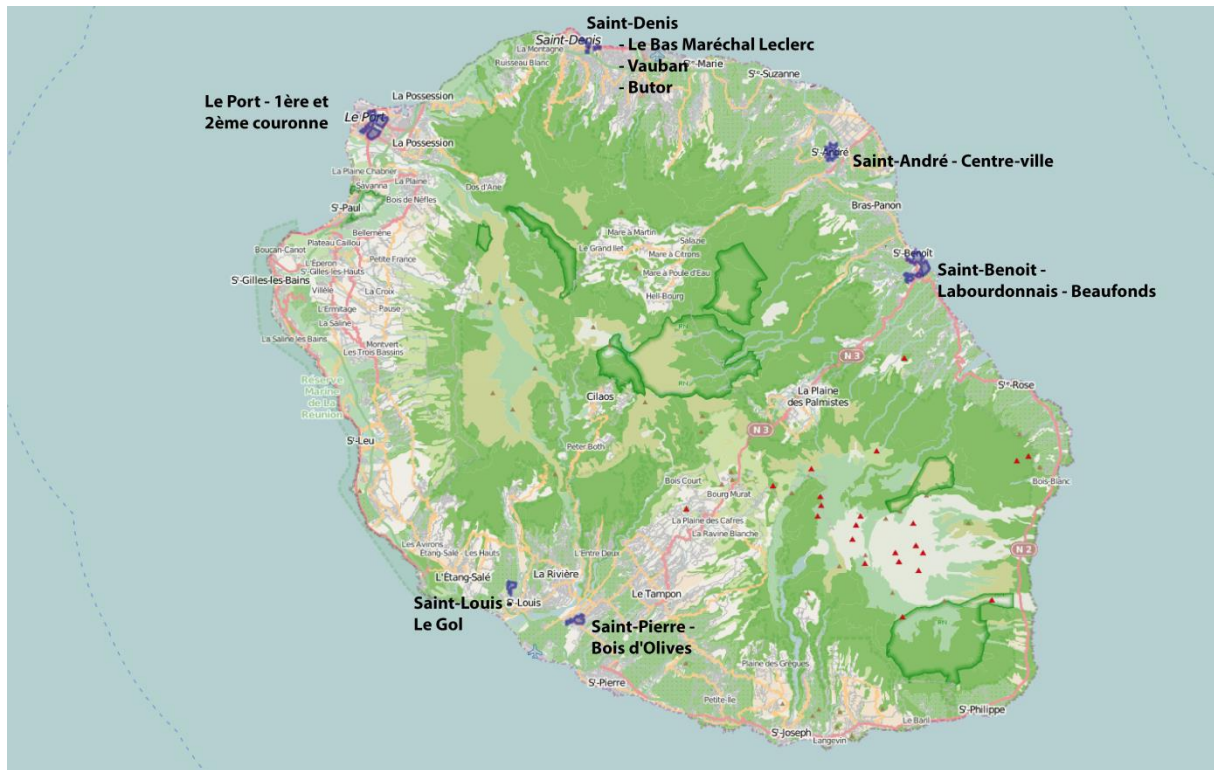 Saint-Denis
- Le Bas Maréchal Leclerc
- Vauban
- Butor
Saint-Denis
La Montagne
Ruisseau Blanc
Sᵗᵉ-Marie
Sᵗᵉ-Suzanne
La Possession
Le Port - 1ère et
2ème couronne
Le Port
La Possession
Sᵗ-André
Saint-André - Centre-ville
La Plaine Chabrier
Savanna
La Plaine
Dos d'Ane
Bois de Nèfles
Sᵗ-Paul
Bras-Panon
Bellemène
Mare à Martin
Boucan-Canot
Plateau Caillou
Salazie
Le Grand Ilet
Mare à Citrons
Petite France
L'Éperon
Sᵗ-Gilles-les-Hauts
Sᵗ-Benoît
Mare à Poule d'Eau
Saint-Benoit -
Labourdonnais - Beaufonds
Sᵗ-Gilles-les-Bains
Villèle
La Croix
Hell-Bourg
L'Ermitage
Pause
La Saline
La Saline les Bains
Montvert
Les Trois Bassins
N 3
Réserve
Marine
de La
Réunion
Cilaos
La Plaine
des Palmistes
Sᵗᵉ-Rose
N 3
Sᵗ-Leu
Peter Both
Bois Court
Bourg Murat
Bois-Blanc
La Plaine des Cafres
La Ravine Blanche
Les Avirons
Étang-Salé
Les Hauts
L'Entre Deux
N 2
L'Étang-Salé
La Rivière
Le Tampon
Saint-Louis
Le Gol
Sᵗ-Louis
Saint-Pierre -
Bois d'Olives
Plaine des Grègues
Sᵗ-Pierre
Petite-Île
Sᵗ-Philippe
Le Baril
Sᵗ-Joseph
Langevin